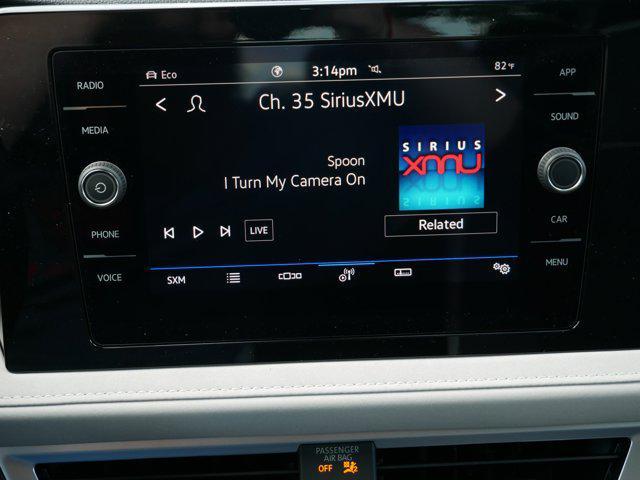 Eco
3:14pm
82°F
RADIO
APP
< Ch. 35 SiriusXMU >
MEDIA
SOUND
SIRIUS
xmu
Spoon
I Turn My Camera On
PHONE
CAR
Related
LIVE
VOICE
MENU
SXM
PASSENGER
AIR BAG
OFF